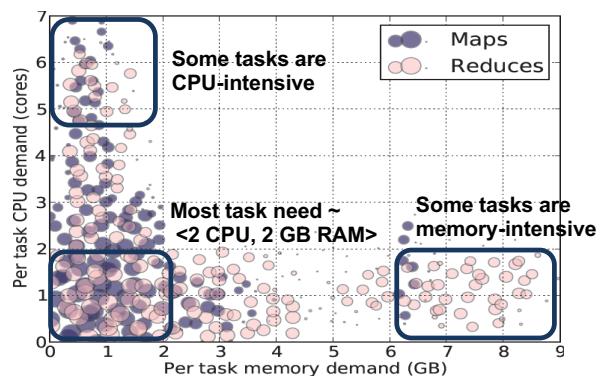 7
6
5
4
3
2
1
0
Per task CPU demand (cores)
Some tasks are
CPU-intensive
Maps
Reduces
Most task need ~
<2 CPU, 2 GB RAM>
Some tasks are
memory-intensive
0 1 2 3 4 5 6 7 8 9
Per task memory demand (GB)